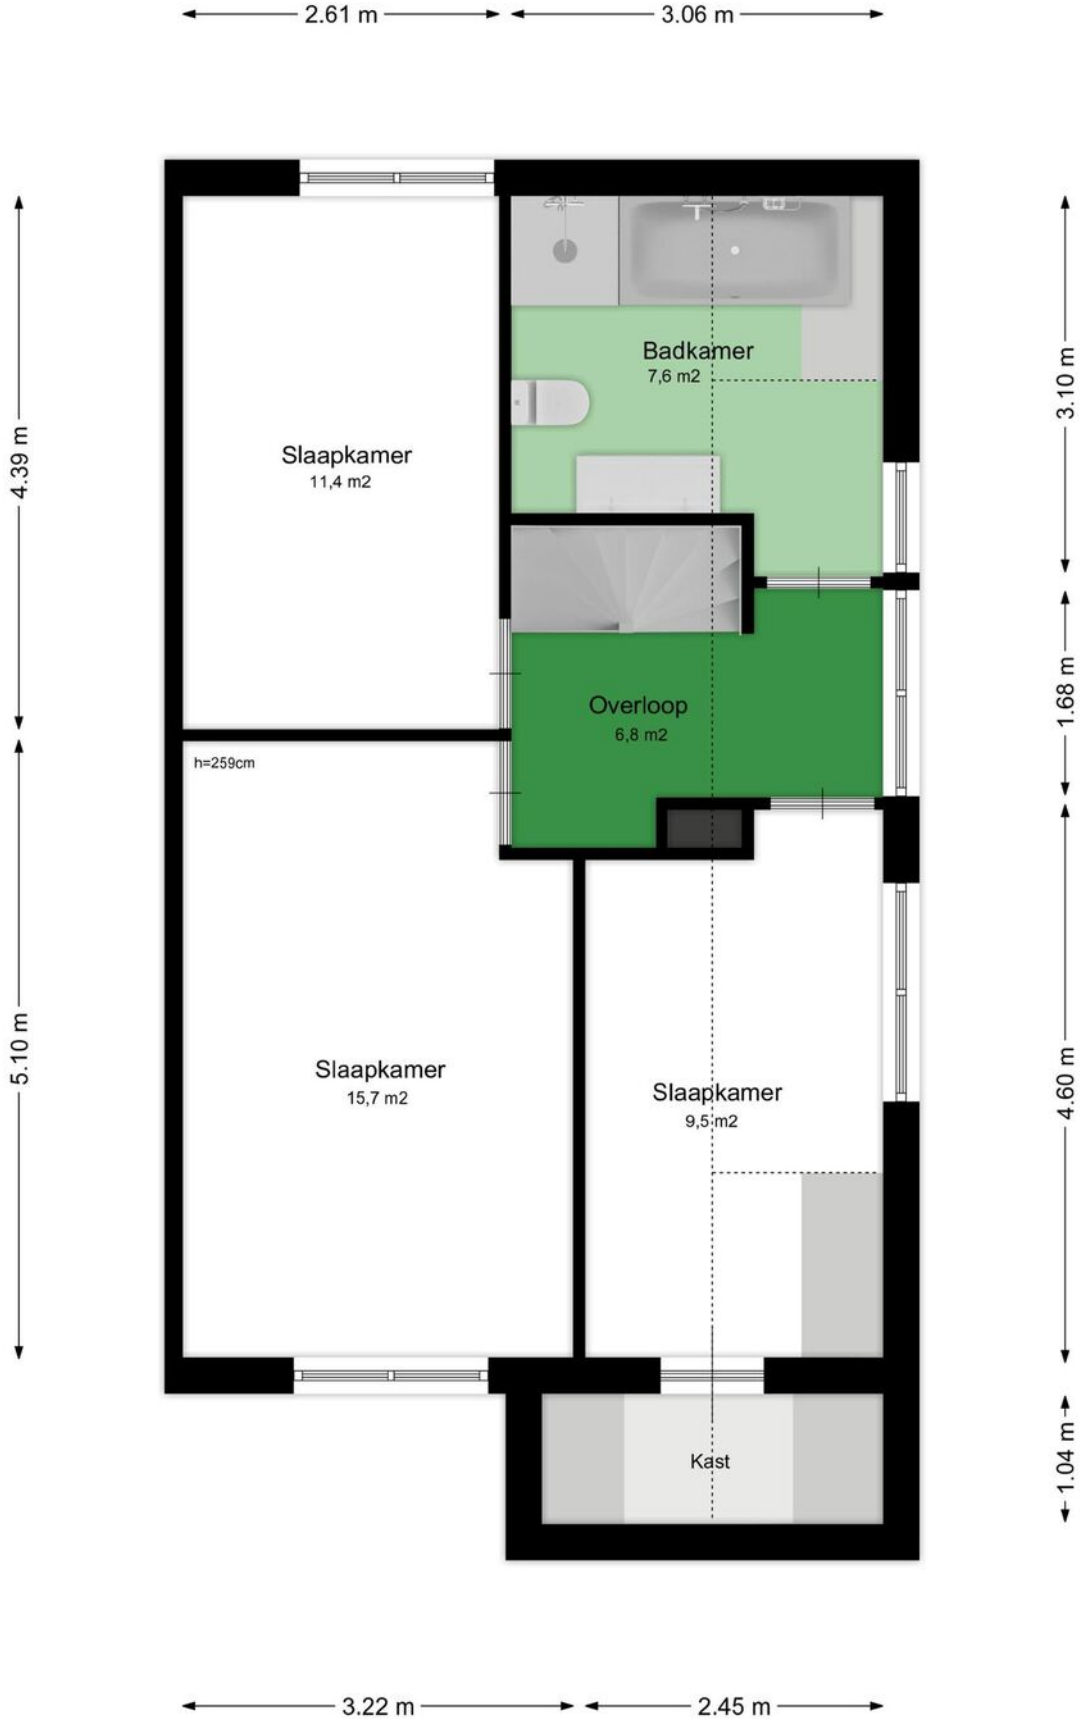 2.61 m
3.06 m
Badkamer
7,6 m2
3.10 m
Slaapkamer
11,4 m2
4.39 m
Overloop
6,8 m2
1.68 m
h=259cm
Slaapkamer
15,7 m2
5.10 m
Slaapkamer
9,5 m2
4.60 m
Kast
1.04 m
3.22 m
2.45 m